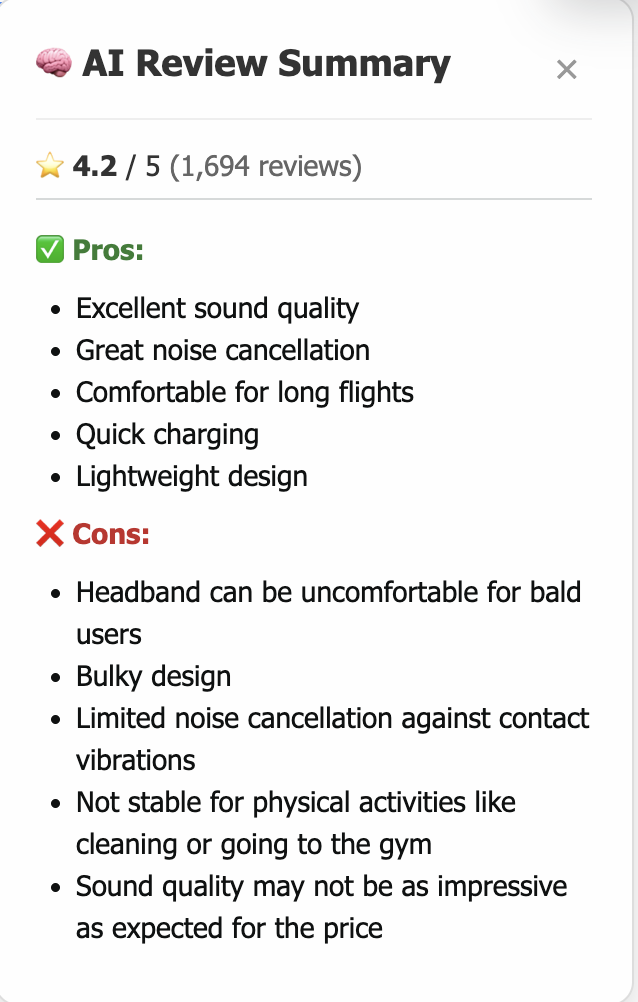 🧠 AI Review Summary ×
⭐ 4.2 / 5 (1,694 reviews)
✅ Pros:
• Excellent sound quality
• Great noise cancellation
• Comfortable for long flights
• Quick charging
• Lightweight design
❌ Cons:
• Headband can be uncomfortable for bald
users
• Bulky design
• Limited noise cancellation against contact
vibrations
• Not stable for physical activities like
cleaning or going to the gym
• Sound quality may not be as impressive
as expected for the price